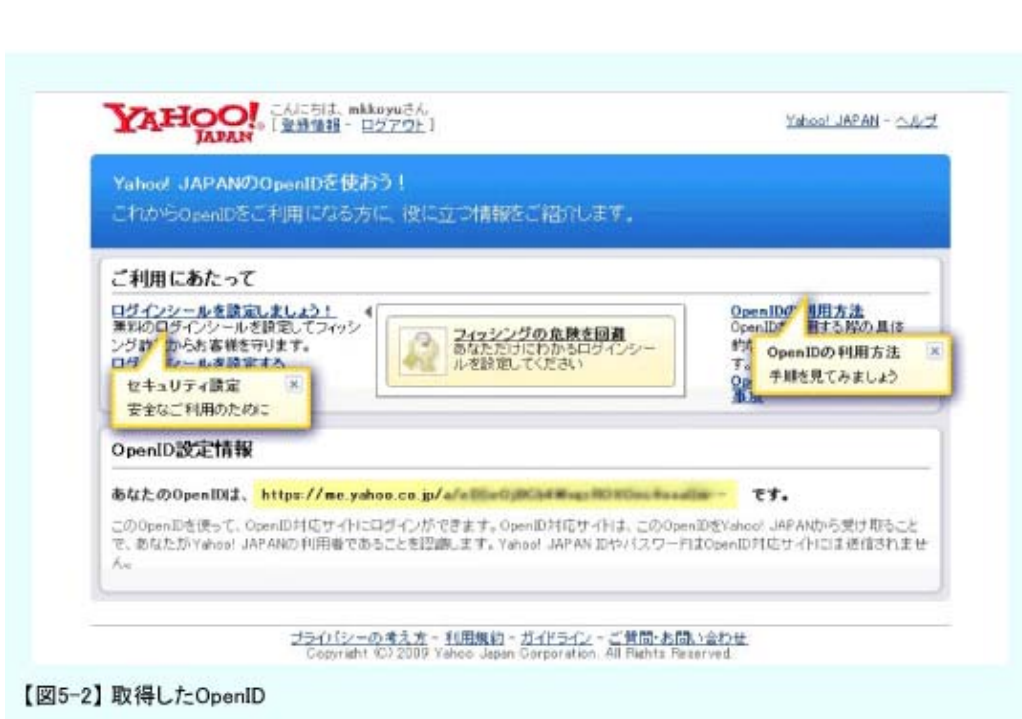 YAHOO! JAPAN
こんにちは、mkkoyuさん
[登録情報 - ログアウト]
Yahoo! JAPAN - ヘルプ
Yahoo! JAPANのOpenIDを使おう!
これからOpenIDをご利用になる方に、役に立つ情報をご紹介します。
ご利用にあたって
ログインシールを設定しましょう!
無料のログインシールを設定してフィッシ
ング からお客様を守ります。
セキュリティ設定
安全なご利用のために
フィッシングの危険を回避
あなただけにわかるログインシー
ルを設定してください
OpenIDの利用方法
OpenID する際の具体
OpenIDの利用方法
手順を見てみましょう
OpenID設定情報
あなたのOpenIDは、 https://me.yahoo.co.jp/ です。
このOpenIDを使って、OpenID対応サイトにログインができます。OpenID対応サイトは、このOpenIDをYahoo! JAPANから受け取ること
で、あなたがYahoo! JAPANの利用者であることを認識します。Yahoo! JAPAN IDやパスワードはOpenID対応サイトには送信されませ
ん。
プライバシーの考え方 - 利用規約 - ガイドライン - ご質問・お問い合わせ
Copyright (C) 2009 Yahoo Japan Corporation. All Rights Reserved.
【図5-2】取得したOpenID